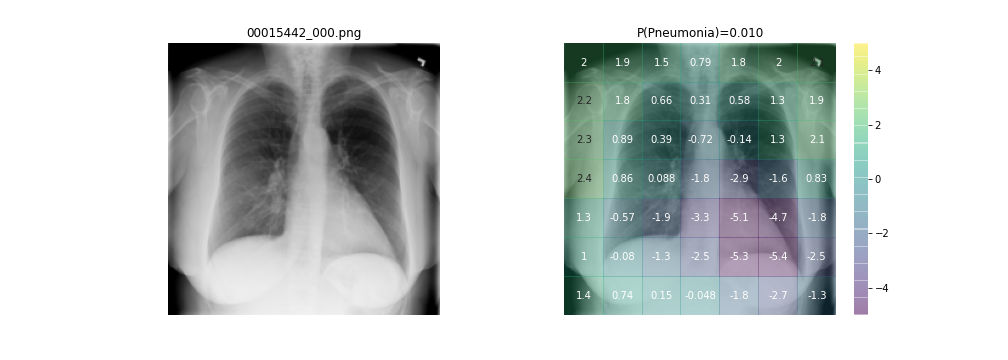 00015442_000.png
P(Pneumonia)=0.010
2 1.9 1.5 0.79 1.8 2
2.2 1.8 0.66 0.31 0.58 1.3 1.9
2.3 0.89 0.39 -0.72 -0.14 1.3 2.1
2.4 0.86 0.088 -1.8 -2.9 -1.6 0.83
1.3 -0.57 -1.9 -3.3 -5.1 -4.7 -1.8
1 -0.08 -1.3 -2.5 -5.3 -5.4 -2.5
1.4 0.74 0.15 -0.048 -1.8 -2.7 -1.3
4
2
0
−2
−4